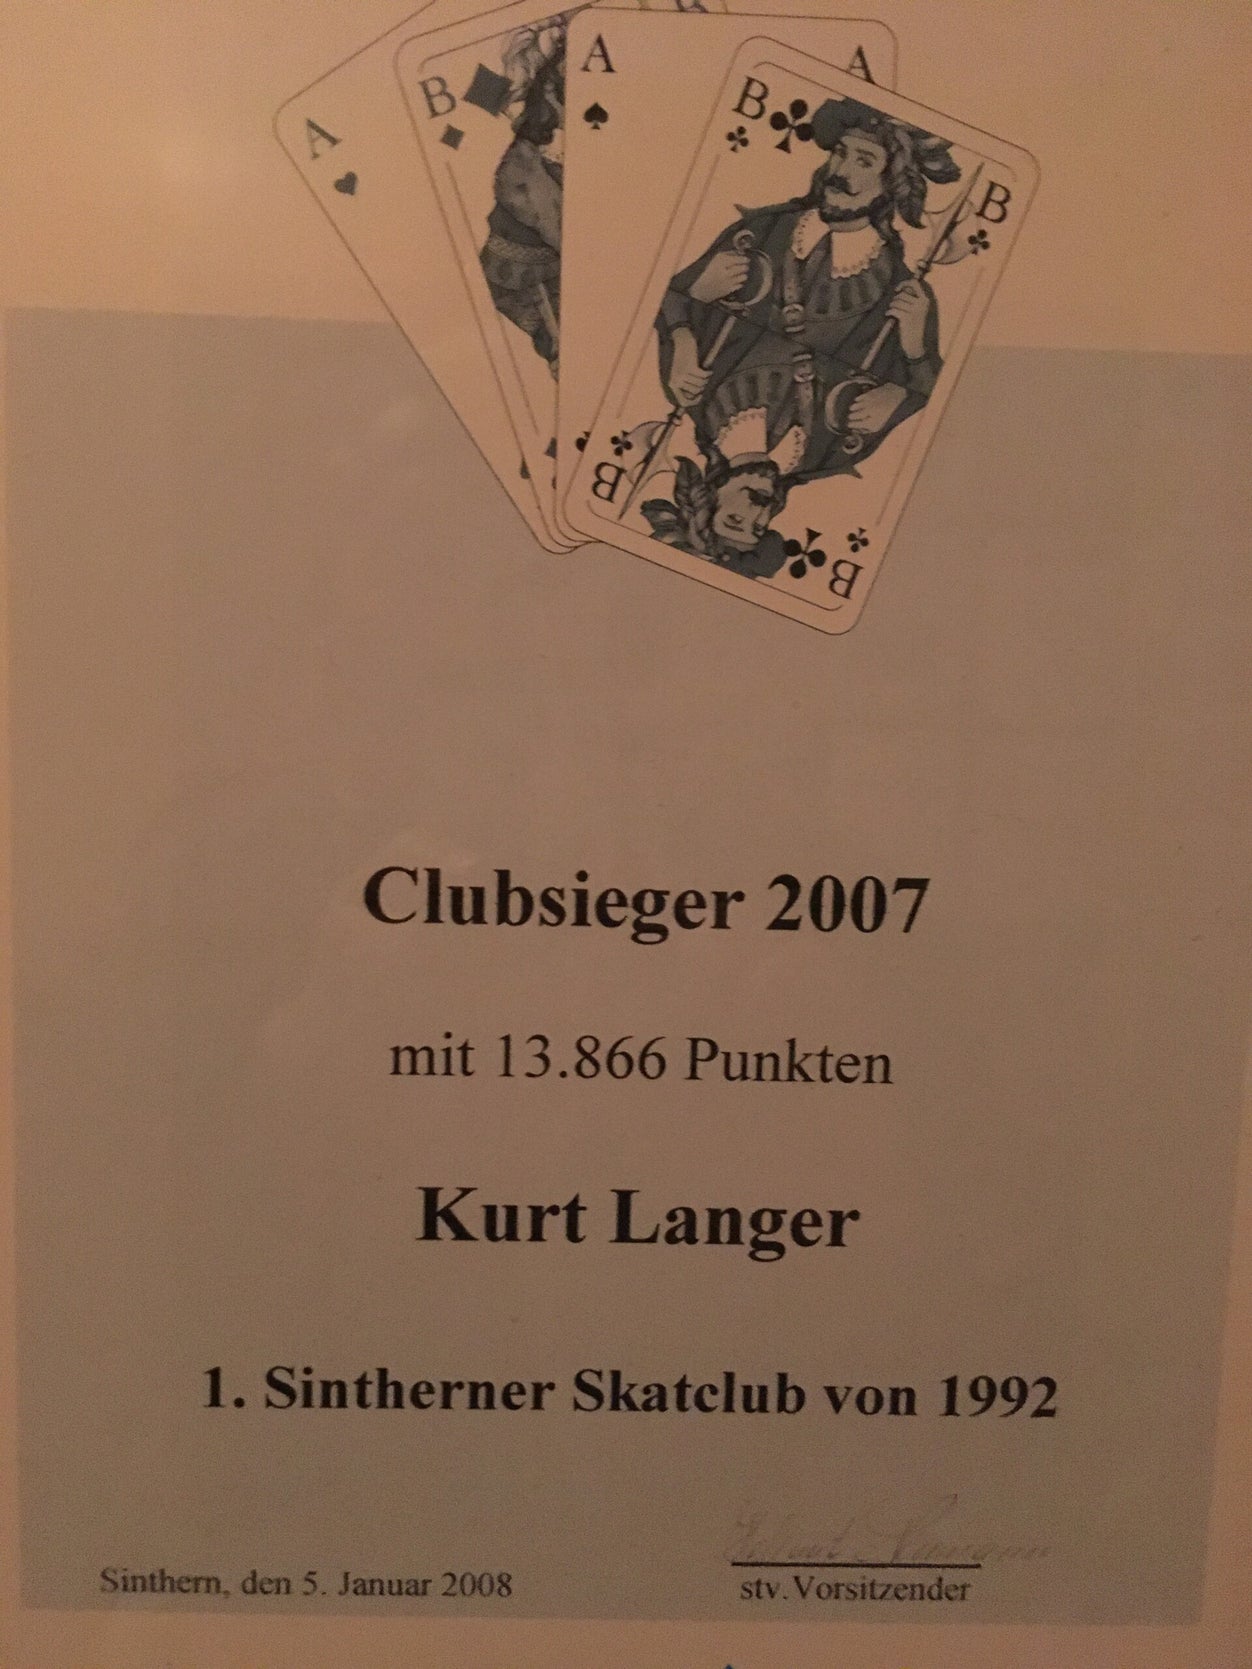 A
B
A
A
B
B
B
B
Clubsieger 2007
mit 13.866 Punkten
Kurt Langer
1. Sintherner Skatclub von 1992
Sinthern, den 5. Januar 2008
stv. Vorsitzender